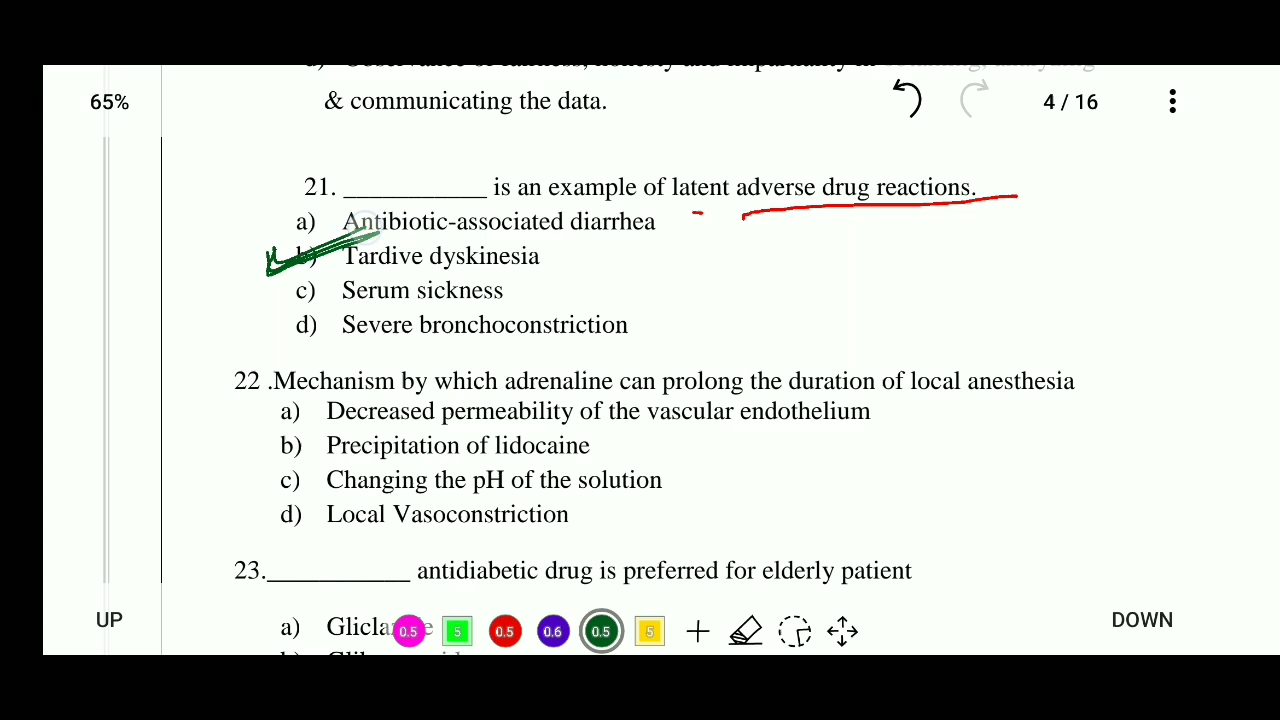 & communicating the data.
65%
4 / 16
21. ___________ is an example of latent adverse drug reactions.
a) Antibiotic-associated diarrhea
b) Tardive dyskinesia
c) Serum sickness
d) Severe bronchoconstriction
22 .Mechanism by which adrenaline can prolong the duration of local anesthesia
a) Decreased permeability of the vascular endothelium
b) Precipitation of lidocaine
c) Changing the pH of the solution
d) Local Vasoconstriction
23.___________ antidiabetic drug is preferred for elderly patient
UP
DOWN
a)
0.5 5 0.5 0.6 0.5 5